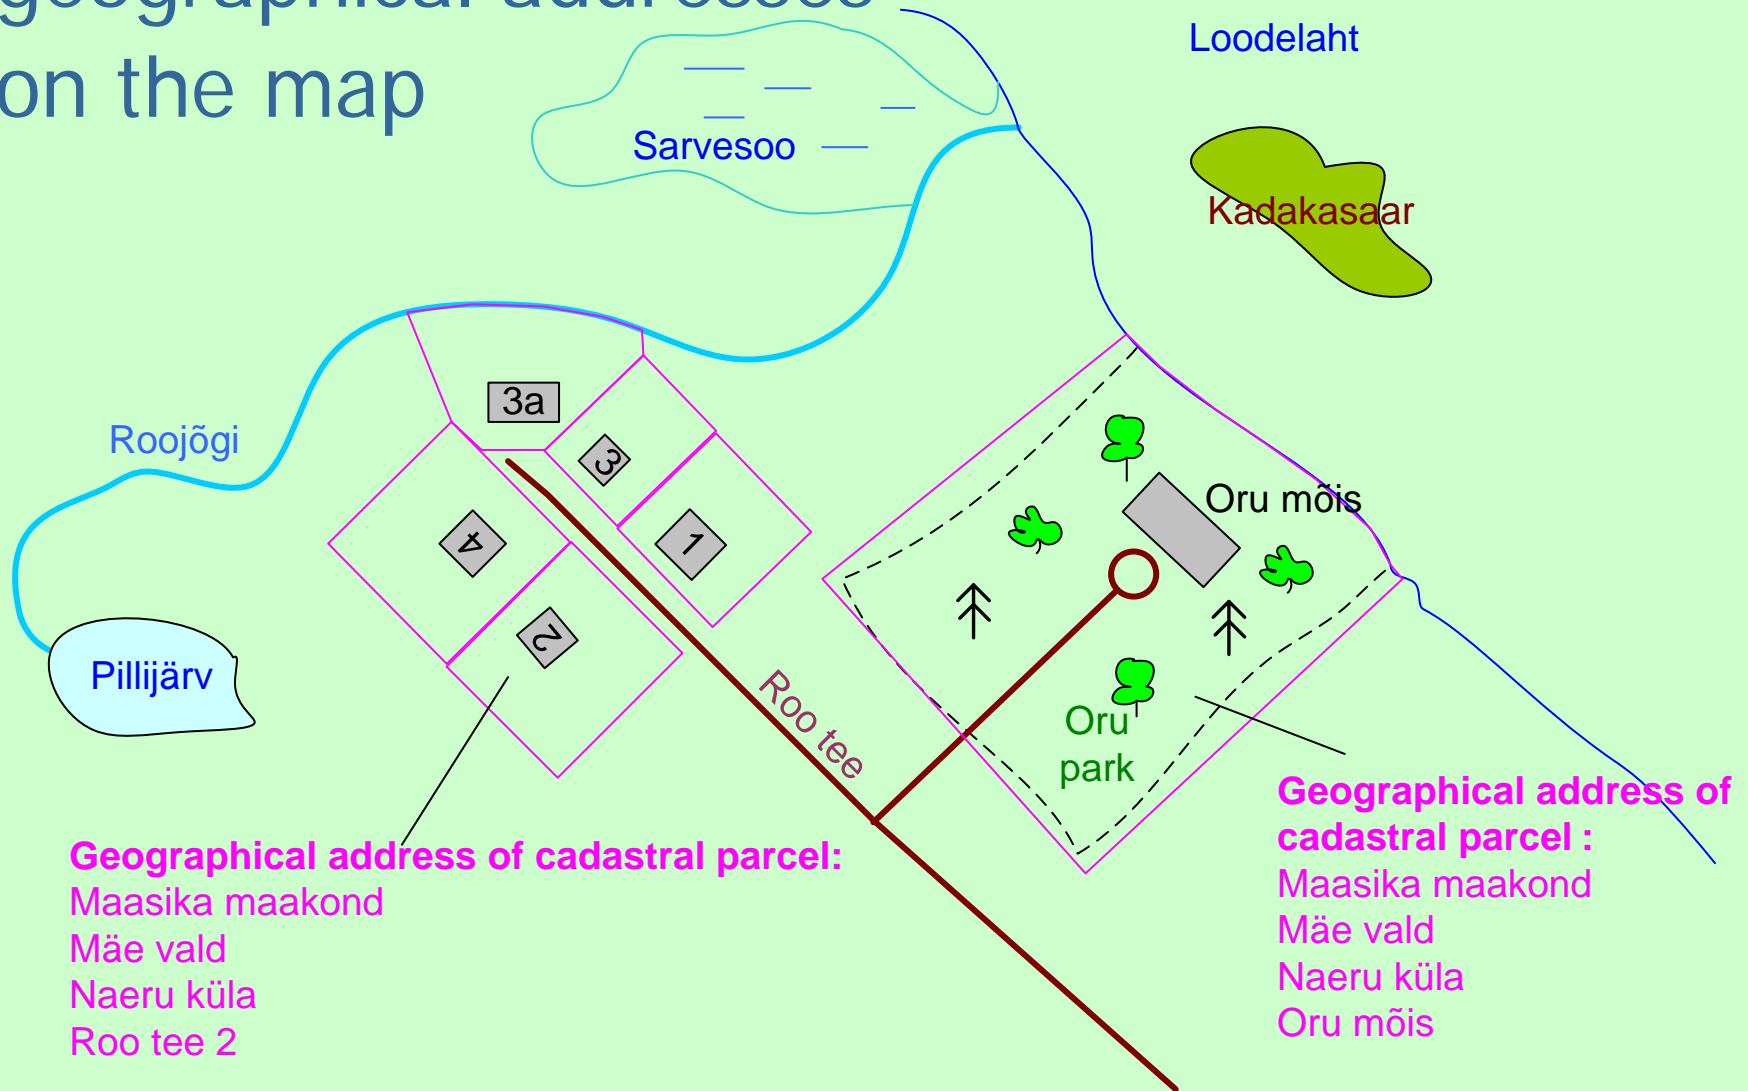 geographical addresses
on the map
Loodelaht
Sarvesoo
Kadakasaar
3a
3
Roojõgi
4
1
Oru mõis
2
Pillijärv
Roo tee
Oru
park
Geographical address of cadastral parcel:
Maasika maakond
Mäe vald
Naeru küla
Roo tee 2
Geographical address of
cadastral parcel :
Maasika maakond
Mäe vald
Naeru küla
Oru mõis